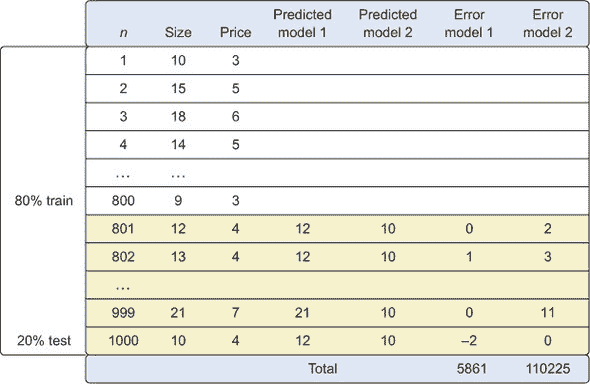 n Size Price Predicted model 1 Predicted model 2 Error model 1 Error model 2
1 10 3
2 15 5
3 18 6
4 14 5
... ...
80% train 800 9 3
801 12 4 12 10 0 2
802 13 4 12 10 1 3
...
999 21 7 21 10 0 11
20% test 1000 10 4 12 10 –2 0
Total 5861 110225